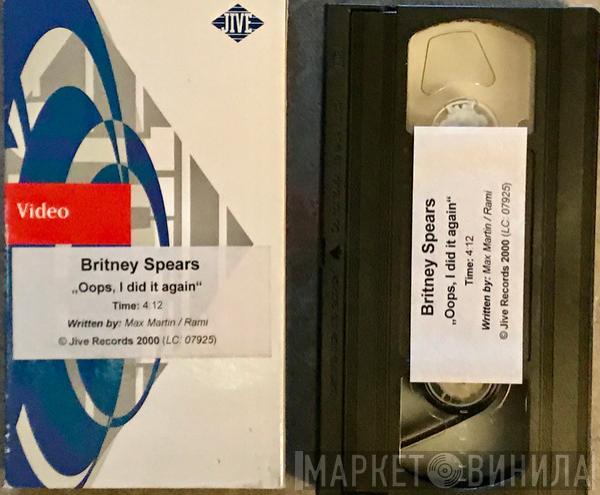 JIVE
Video
Britney Spears
„Oops, I did it again“
Time: 4:12
Written by: Max Martin / Rami
© Jive Records 2000 (LC: 07925)
Britney Spears
„Oops, I did it again“
Time: 4:12
Written by: Max Martin / Rami
© Jive Records 2000 (LC: 07925)
МАРКЕТ ВИНИЛА